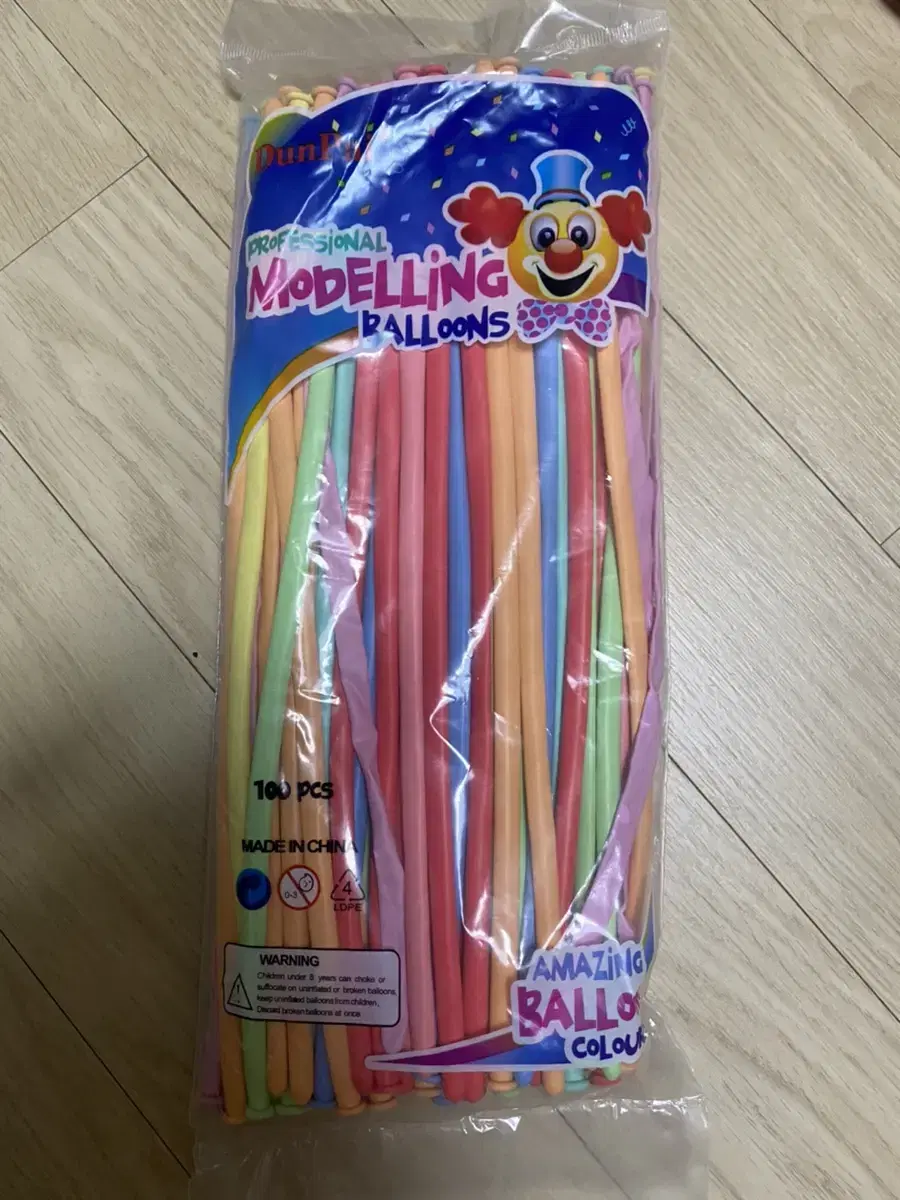 PROFESSIONAL
MODELLING
BALLOONS
100 PCS
MADE IN CHINA
0-3
4
LDPE
WARNING
Children under 8 years can choke or
suffocate on uninflated or broken balloons,
keep uninflated balloons from children.
Discard broken balloons at once
AMAZING
BALLO
COLOU